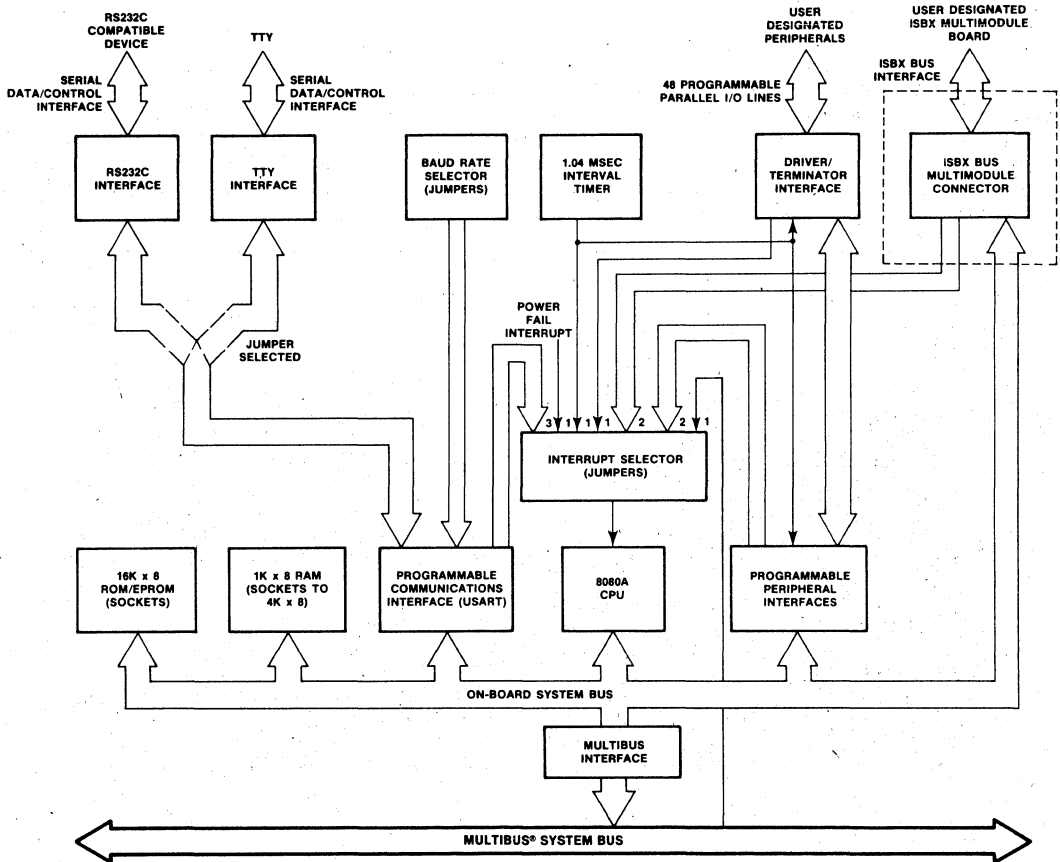 RS232C
COMPATIBLE
DEVICE
TTY
USER
DESIGNATED
PERIPHERALS
USER DESIGNATED
ISBX MULTIMODULE
BOARD
SERIAL
DATA/CONTROL
INTERFACE
SERIAL
DATA/CONTROL
INTERFACE
48 PROGRAMMABLE
PARALLEL I/O LINES
ISBX BUS
INTERFACE
RS232C
INTERFACE
TTY
INTERFACE
BAUD RATE
SELECTOR
(JUMPERS)
1.04 MSEC
INTERVAL
TIMER
DRIVER/
TERMINATOR
INTERFACE
ISBX BUS
MULTIMODULE
CONNECTOR
POWER
FAIL
INTERRUPT
JUMPER
SELECTED
3 1 1 1 2 2 1
INTERRUPT SELECTOR
(JUMPERS)
16K x 8
ROM/EPROM
(SOCKETS)
1K x 8 RAM
(SOCKETS TO
4K x 8)
PROGRAMMABLE
COMMUNICATIONS
INTERFACE (USART)
8080A
CPU
PROGRAMMABLE
PERIPHERAL
INTERFACES
ON-BOARD SYSTEM BUS
MULTIBUS
INTERFACE
MULTIBUS® SYSTEM BUS